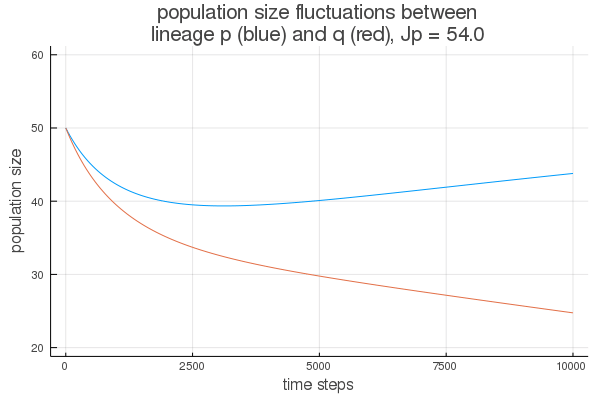 population size fluctuations between
lineage p (blue) and q (red), Jp = 54.0
60
50
40
30
20
population size
0
2500
5000
7500
10000
time steps